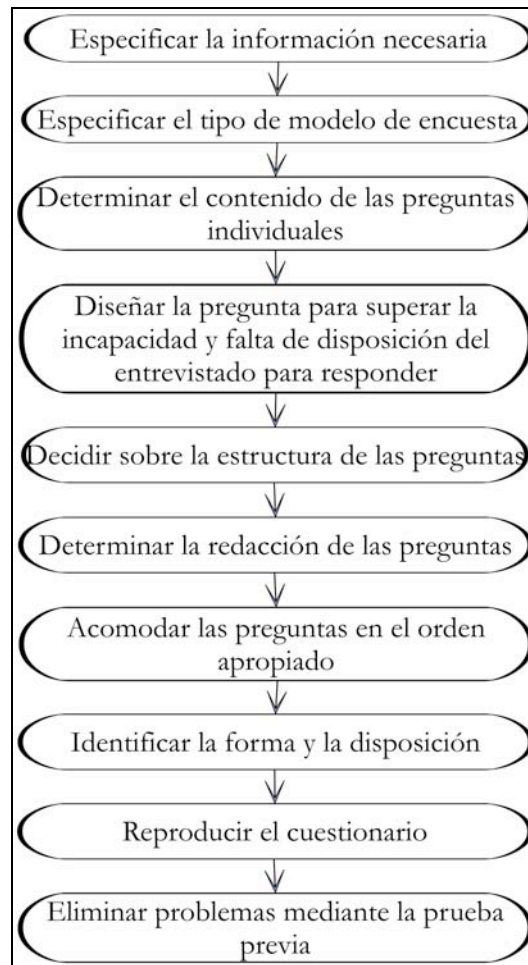 Especificar la información necesaria
Especificar el tipo de modelo de encuesta
Determinar el contenido de las preguntas
individuales
Diseñar la pregunta para superar la
incapacidad y falta de disposición del
entrevistado para responder
Decidir sobre la estructura de las preguntas
Determinar la redacción de las preguntas
Acomodar las preguntas en el orden
apropiado
Identificar la forma y la disposición
Reproducir el cuestionario
Eliminar problemas mediante la prueba
previa